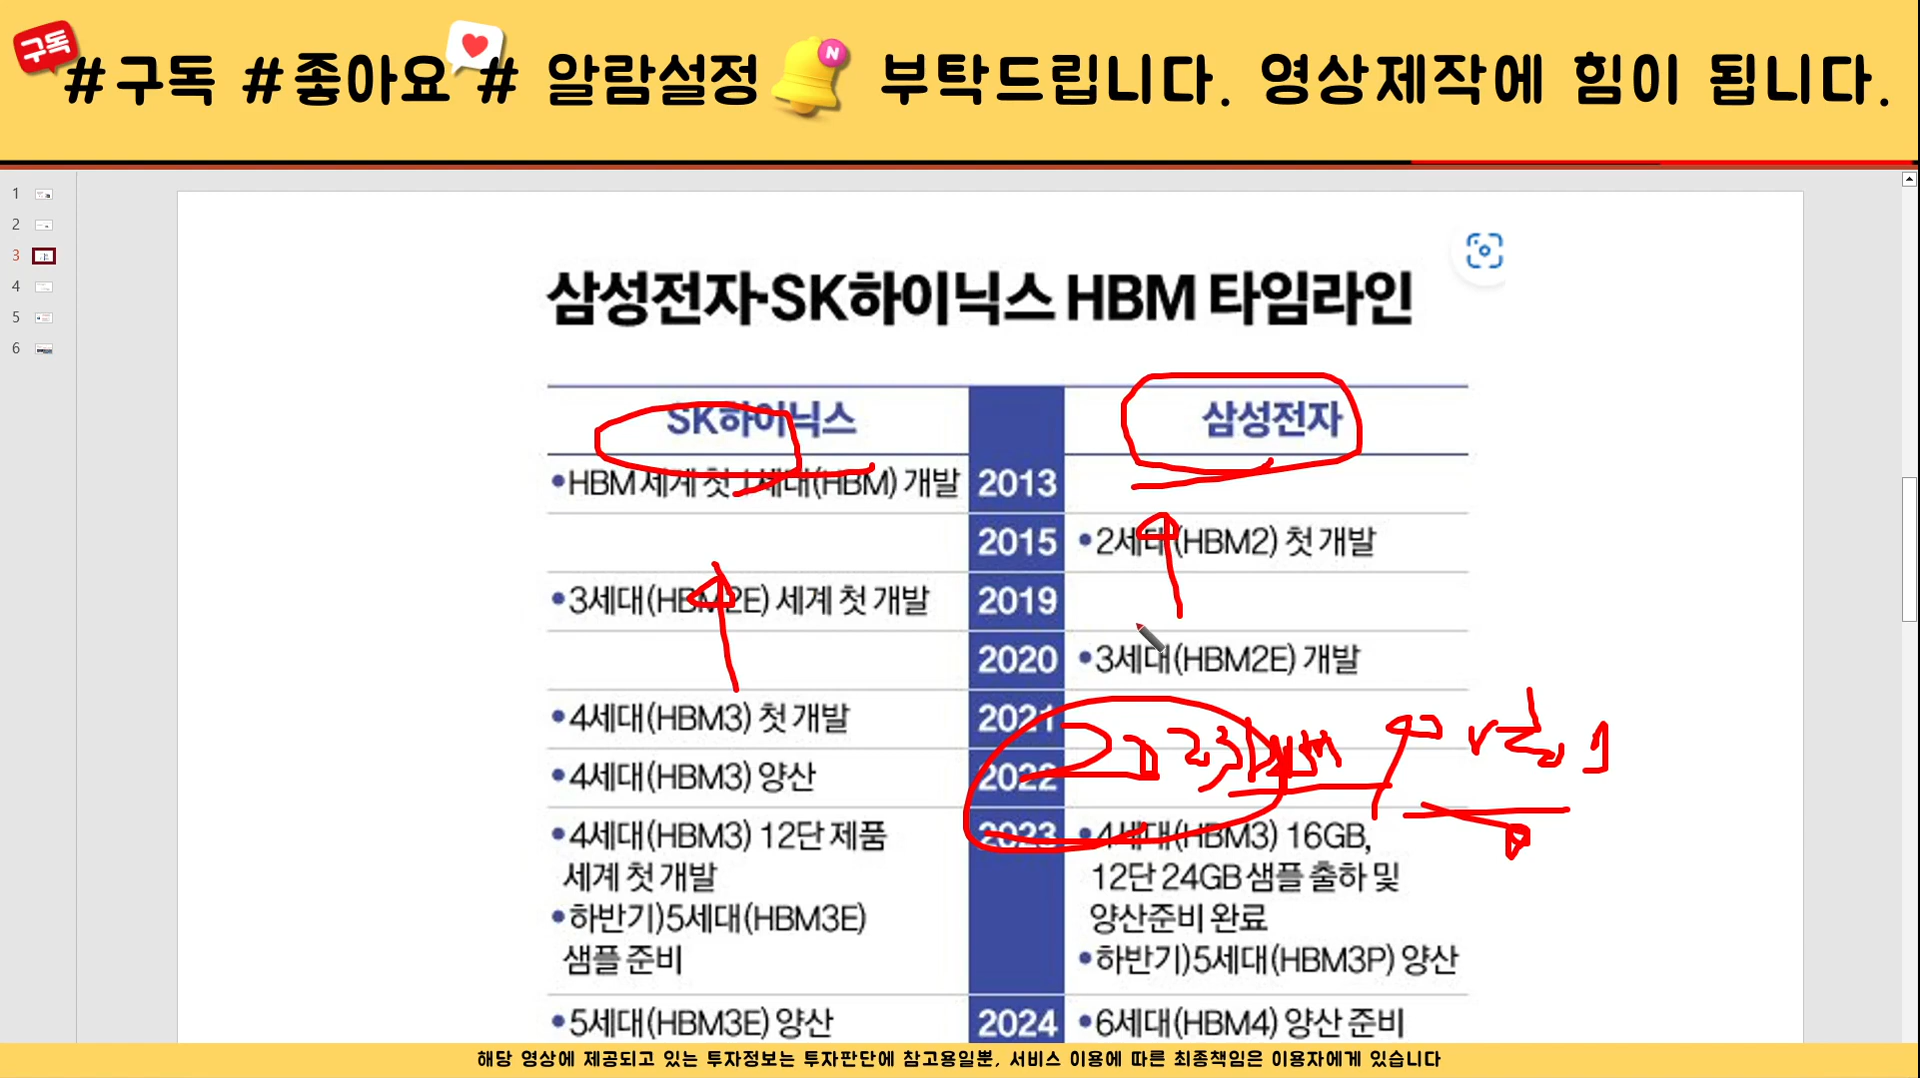 구독
#구독 #좋아요 # 알람설정 N 부탁드립니다. 영상제작에 힘이 됩니다.
1
2
3
4
5
6
삼성전자·SK하이닉스 HBM 타임라인
SK하이닉스 삼성전자
•HBM 세계 첫 1세대(HBM) 개발 2013
2015 •2세대(HBM2) 첫 개발
•3세대(HBM2E) 세계 첫 개발 2019
2020 •3세대(HBM2E) 개발
•4세대(HBM3) 첫 개발 2021
•4세대(HBM3) 양산 2022
•4세대(HBM3) 12단 제품 2023 •4세대(HBM3) 16GB,
세계 첫 개발 12단 24GB 샘플 출하 및
•하반기)5세대(HBM3E) 양산준비 완료
샘플 준비 •하반기)5세대(HBM3P) 양산
•5세대(HBM3E) 양산 2024 •6세대(HBM4) 양산 준비
해당 영상에 제공되고 있는 투자정보는 투자판단에 참고용일뿐, 서비스 이용에 따른 최종책임은 이용자에게 있습니다